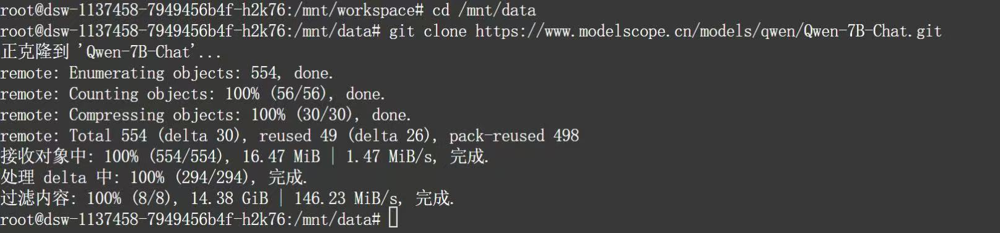 root@dsw-1137458-7949456b4f-h2k76:/mnt/workspace# cd /mnt/data
root@dsw-1137458-7949456b4f-h2k76:/mnt/data# git clone https://www.modelscope.cn/models/qwen/Qwen-7B-Chat.git
正克隆到 'Qwen-7B-Chat'...
remote: Enumerating objects: 554, done.
remote: Counting objects: 100% (56/56), done.
remote: Compressing objects: 100% (30/30), done.
remote: Total 554 (delta 30), reused 49 (delta 26), pack-reused 498
接收对象中: 100% (554/554), 16.47 MiB | 1.47 MiB/s, 完成.
处理 delta 中: 100% (294/294), 完成.
过滤内容: 100% (8/8), 14.38 GiB | 146.23 MiB/s, 完成.
root@dsw-1137458-7949456b4f-h2k76:/mnt/data#